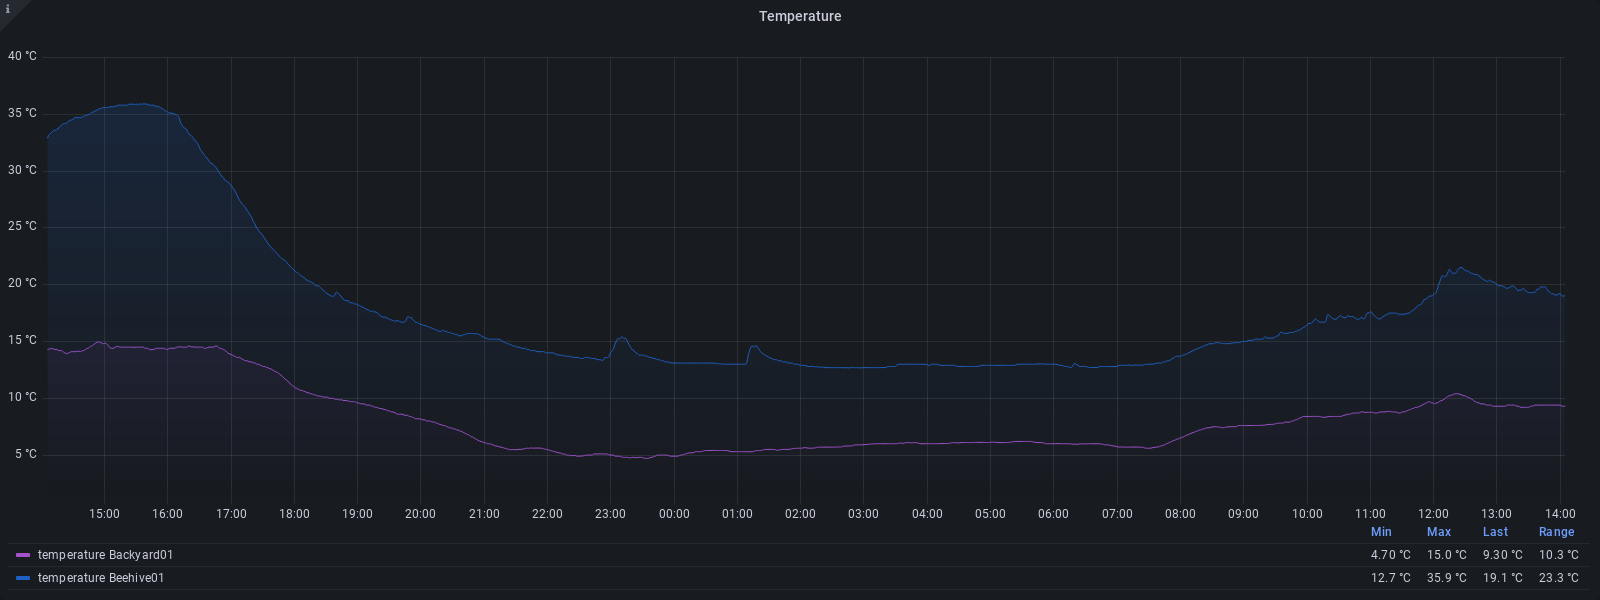 i
Temperature
40 °C
35 °C
30 °C
25 °C
20 °C
15 °C
10 °C
5 °C
15:00 16:00 17:00 18:00 19:00 20:00 21:00 22:00 23:00 00:00 01:00 02:00 03:00 04:00 05:00 06:00 07:00 08:00 09:00 10:00 11:00 12:00 13:00 14:00
Min Max Last Range
temperature Backyard01 4.70 °C 15.0 °C 9.30 °C 10.3 °C
temperature Beehive01 12.7 °C 35.9 °C 19.1 °C 23.3 °C